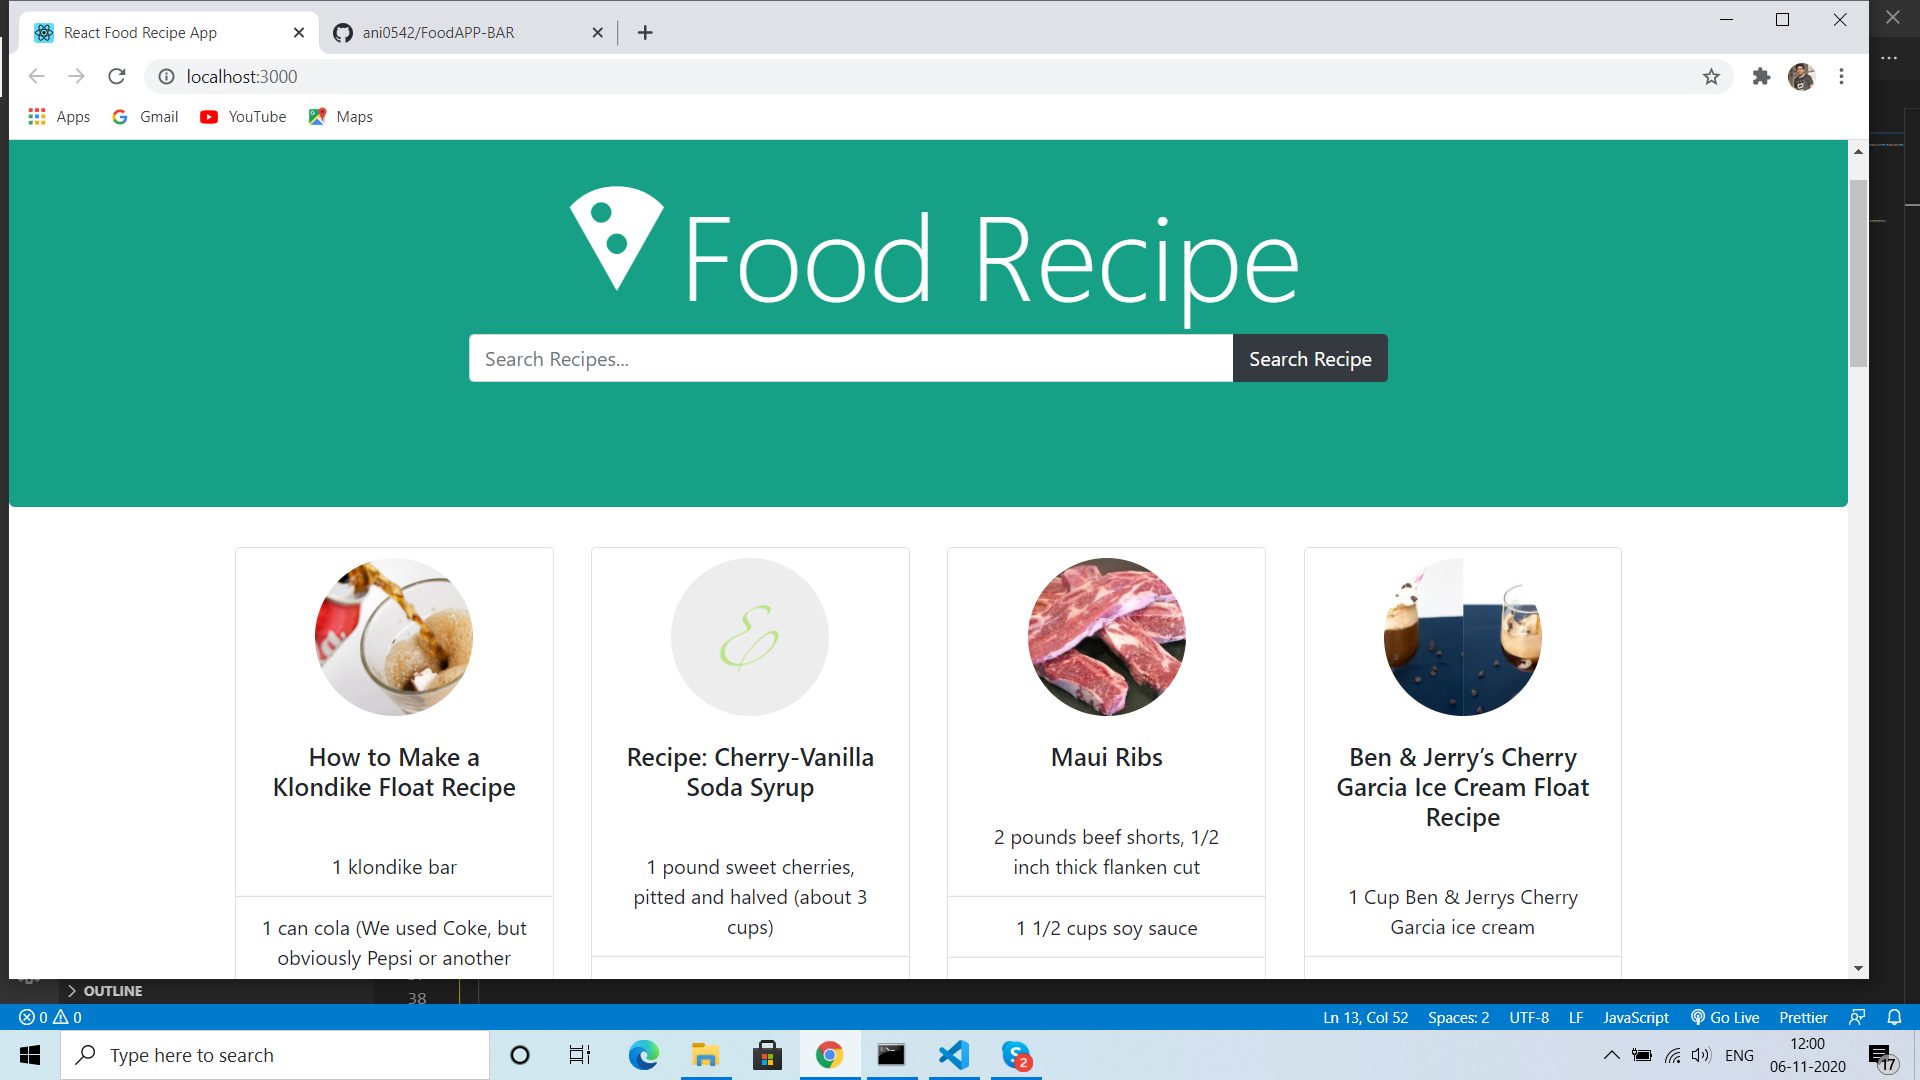 React Food Recipe App
ani0542/FoodAPP-BAR
localhost:3000
Apps
Gmail
YouTube
Maps
Food Recipe
Search Recipes...
Search Recipe
How to Make a
Klondike Float Recipe
1 klondike bar
1 can cola (We used Coke, but
obviously Pepsi or another
Recipe: Cherry-Vanilla
Soda Syrup
1 pound sweet cherries,
pitted and halved (about 3
cups)
Maui Ribs
2 pounds beef shorts, 1/2
inch thick flanken cut
1 1/2 cups soy sauce
Ben & Jerry’s Cherry
Garcia Ice Cream Float
Recipe
1 Cup Ben & Jerrys Cherry
Garcia ice cream
OUTLINE
38
0 0
Ln 13, Col 52
Spaces: 2
UTF-8
LF
JavaScript
Go Live
Prettier
Type here to search
2
ENG
12:00
06-11-2020
17